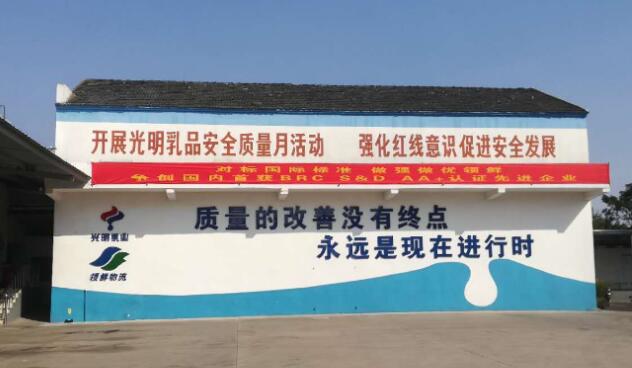 开展光明乳品安全质量月活动 强化红线意识促进安全发展
对标国际标准 做强做优领鲜
争创国内首获BRC S&D AA+认证先进企业
质量的改善没有终点
永远是现在进行时
光明乳业
领鲜物流